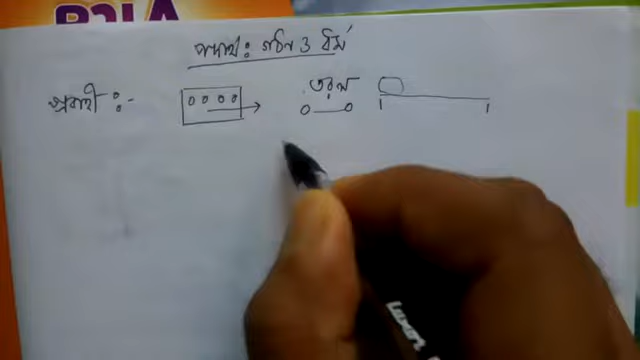 পদার্থ : গঠন ও ধর্ম
প্রবাহী :-
তরল